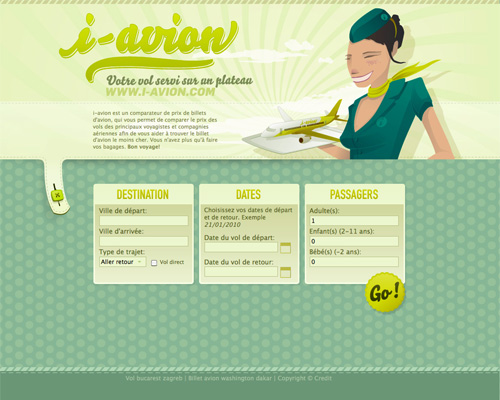 i-avion
Votre vol servi sur un plateau
WWW.I-AVION.COM
i-avion est un comparateur de prix de billets
d'avion, qui vous permet de comparer le prix
des vols des principaux voyagistes et compagnies
aériennes afin de vous aider à trouver le billet
d'avion le moins cher. Vous n'avez plus qu'à faire
vos bagages. Bon voyage!
DESTINATION
Ville de départ:
Ville d'arrivée:
Type de trajet:
Aller retour
Vol direct
DATES
Choisissez vos dates de départ
et de retour. Exemple
21/01/2010
Date du vol de départ:
Date du vol de retour:
PASSAGERS
Adulte(s):
1
Enfant(s) (2-11 ans):
0
Bébé(s) (-2 ans):
0
Go!
Vol bucarest zagreb | Billet avion washington dakar | Copyright © Credit